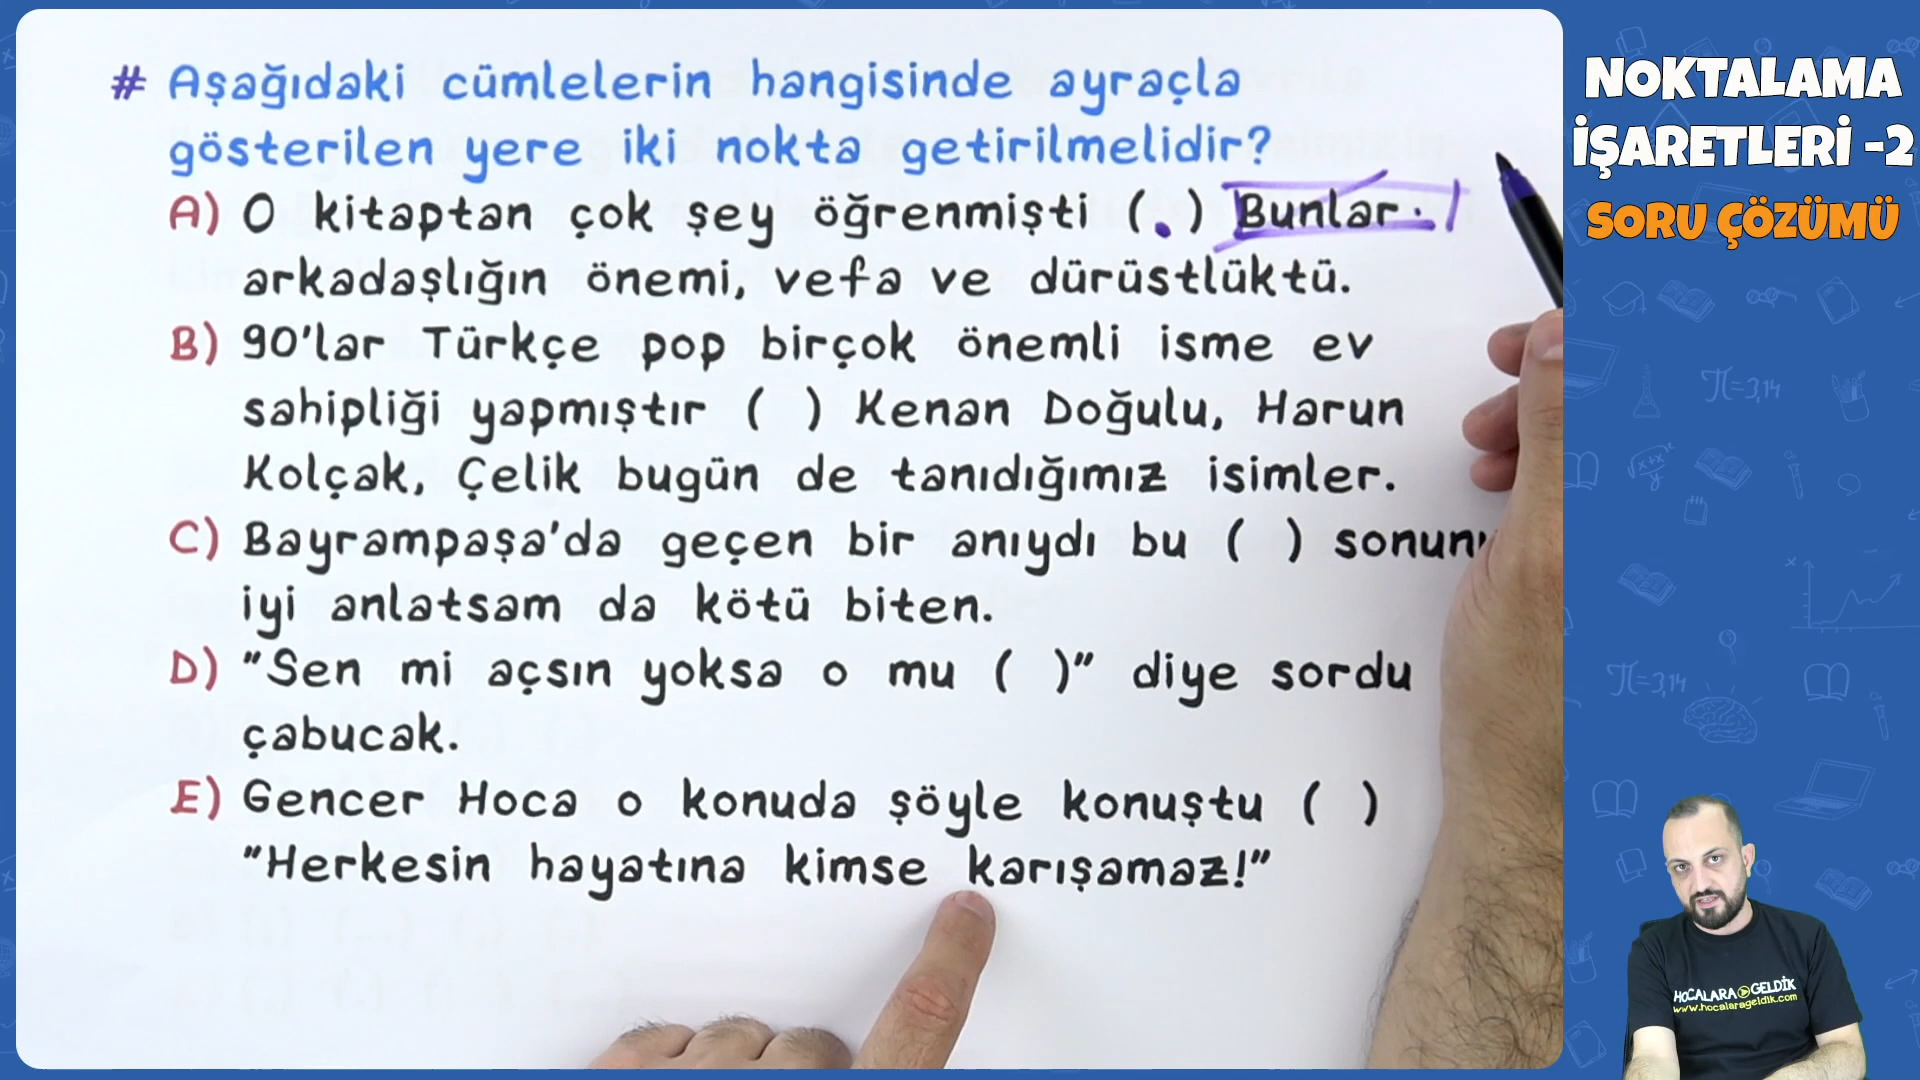 # Aşağıdaki cümlelerin hangisinde ayraçla
gösterilen yere iki nokta getirilmelidir?
A) O kitaptan çok şey öğrenmişti (.) Bunlar.
arkadaşlığın önemi, vefa ve dürüstlüktü.
B) 90'lar Türkçe pop birçok önemli isme ev
sahipliği yapmıştır ( ) Kenan Doğulu, Harun
Kolçak, Çelik bugün de tanıdığımız isimler.
C) Bayrampaşa'da geçen bir anıydı bu ( )
iyi anlatsam da kötü biten.
D) "Sen mi açsın yoksa o mu ( )" diye sordu
çabucak.
E) Gencer Hoca o konuda şöyle konuştu ( )
"Herkesin hayatına kimse karışamaz!"
NOKTALAMA
İŞARETLERİ -2
SORU ÇÖZÜMÜ
HOCALARA GELDİK
www.hocalarageldik.com
π=3,14
π=3,14